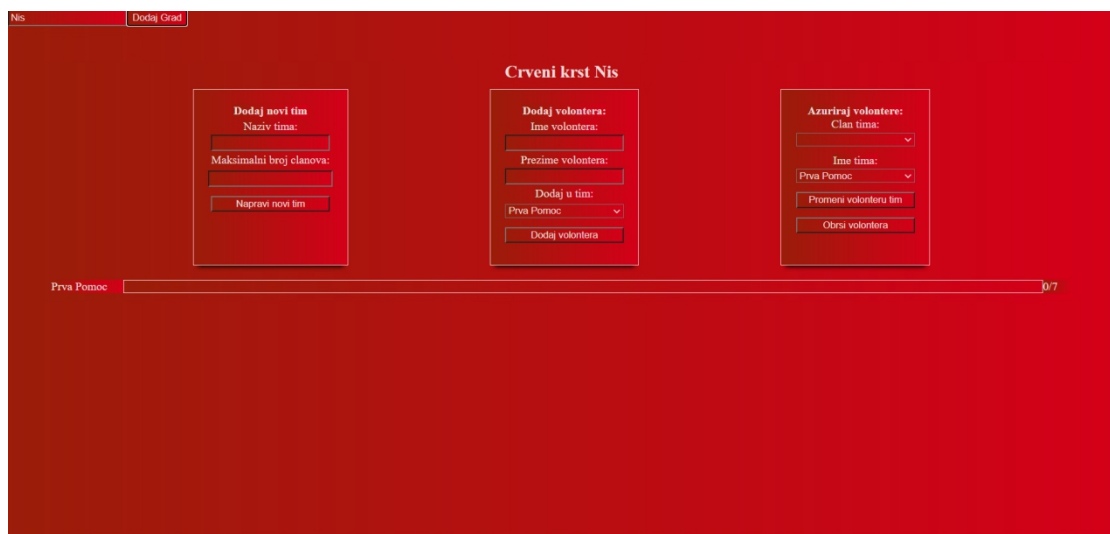 Nis Dodaj Grad
Crveni krst Nis
Dodaj novi tim
Naziv tima:
Maksimalni broj clanova:
Napravi novi tim
Dodaj volontera:
Ime volontera:
Prezime volontera:
Dodaj u tim:
Prva Pomoc
Dodaj volontera
Azuriraj volontere:
Clan tima:
Ime tima:
Prva Pomoc
Promeni volonteru tim
Obrsi volontera
Prva Pomoc 0/7